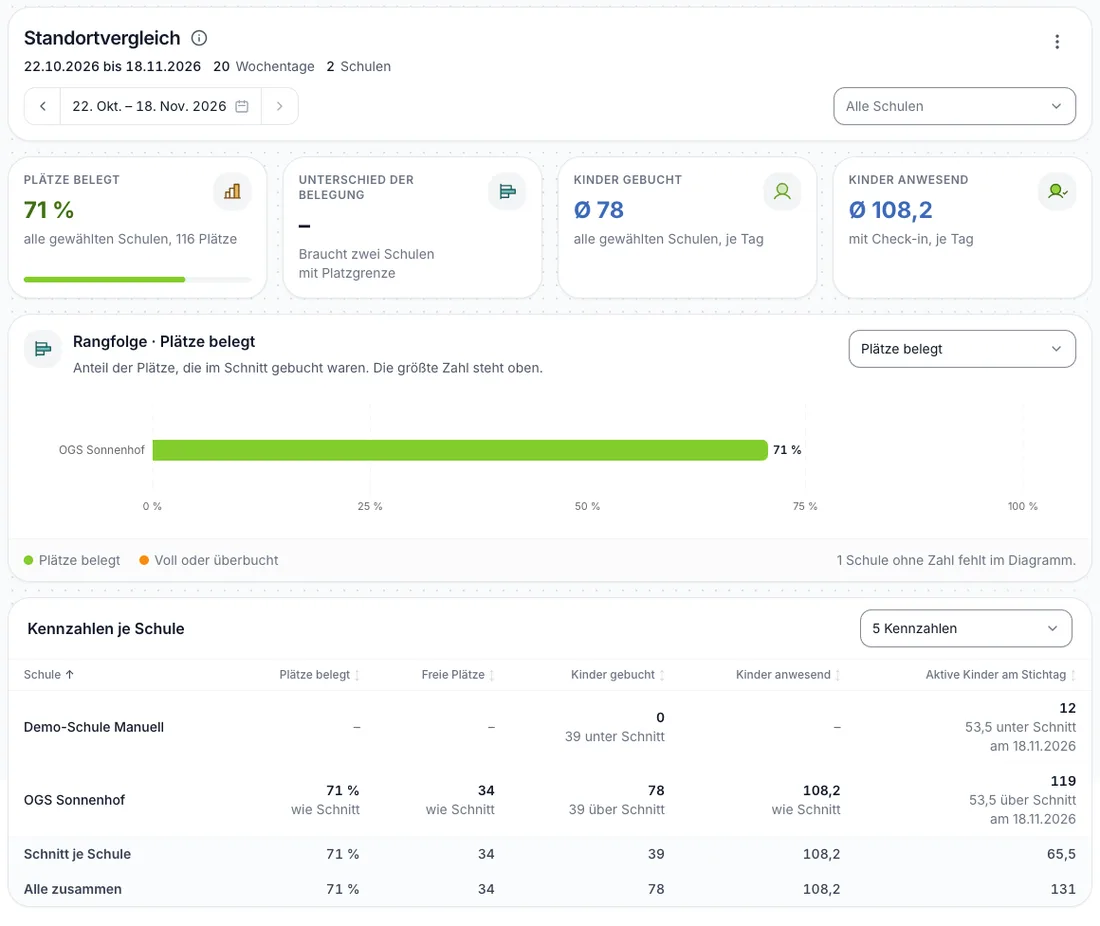 Standortvergleich
22.10.2026 bis 18.11.2026 20 Wochentage 2 Schulen
22. Okt. – 18. Nov. 2026
Alle Schulen
PLÄTZE BELEGT
71 %
alle gewählten Schulen, 116 Plätze
UNTERSCHIED DER
BELEGUNG
–
Braucht zwei Schulen
mit Platzgrenze
KINDER GEBUCHT
Ø 78
alle gewählten Schulen, je Tag
KINDER ANWESEND
Ø 108,2
mit Check-in, je Tag
Rangfolge · Plätze belegt
Anteil der Plätze, die im Schnitt gebucht waren. Die größte Zahl steht oben.
Plätze belegt
OGS Sonnenhof 71 %
0 % 25 % 50 % 75 % 100 %
Plätze belegt Voll oder überbucht 1 Schule ohne Zahl fehlt im Diagramm.
Kennzahlen je Schule
5 Kennzahlen
Schule ↑ Plätze belegt Freie Plätze Kinder gebucht Kinder anwesend Aktive Kinder am Stichtag
Demo-Schule Manuell – – 0 – 12
39 unter Schnitt 53,5 unter Schnitt
am 18.11.2026
OGS Sonnenhof 71 % 34 78 108,2 119
wie Schnitt wie Schnitt 39 über Schnitt wie Schnitt 53,5 über Schnitt
am 18.11.2026
Schnitt je Schule 71 % 34 39 108,2 65,5
Alle zusammen 71 % 34 78 108,2 131